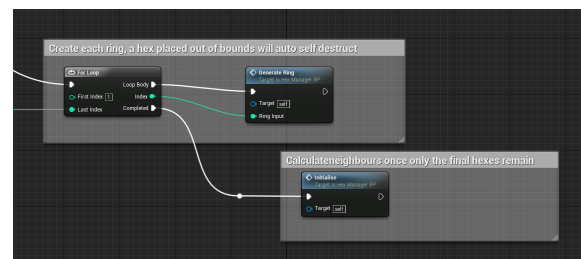 Create each ring, a hex placed out of bounds will auto self destruct
For Loop
Loop Body
First Index 1
Index
Last Index
Completed
Generate Ring
Target is Hex Manager BP
Target self
Ring Input
Calculateneighbours once only the final hexes remain
Initialise
Target is Hex Manager BP
Target self